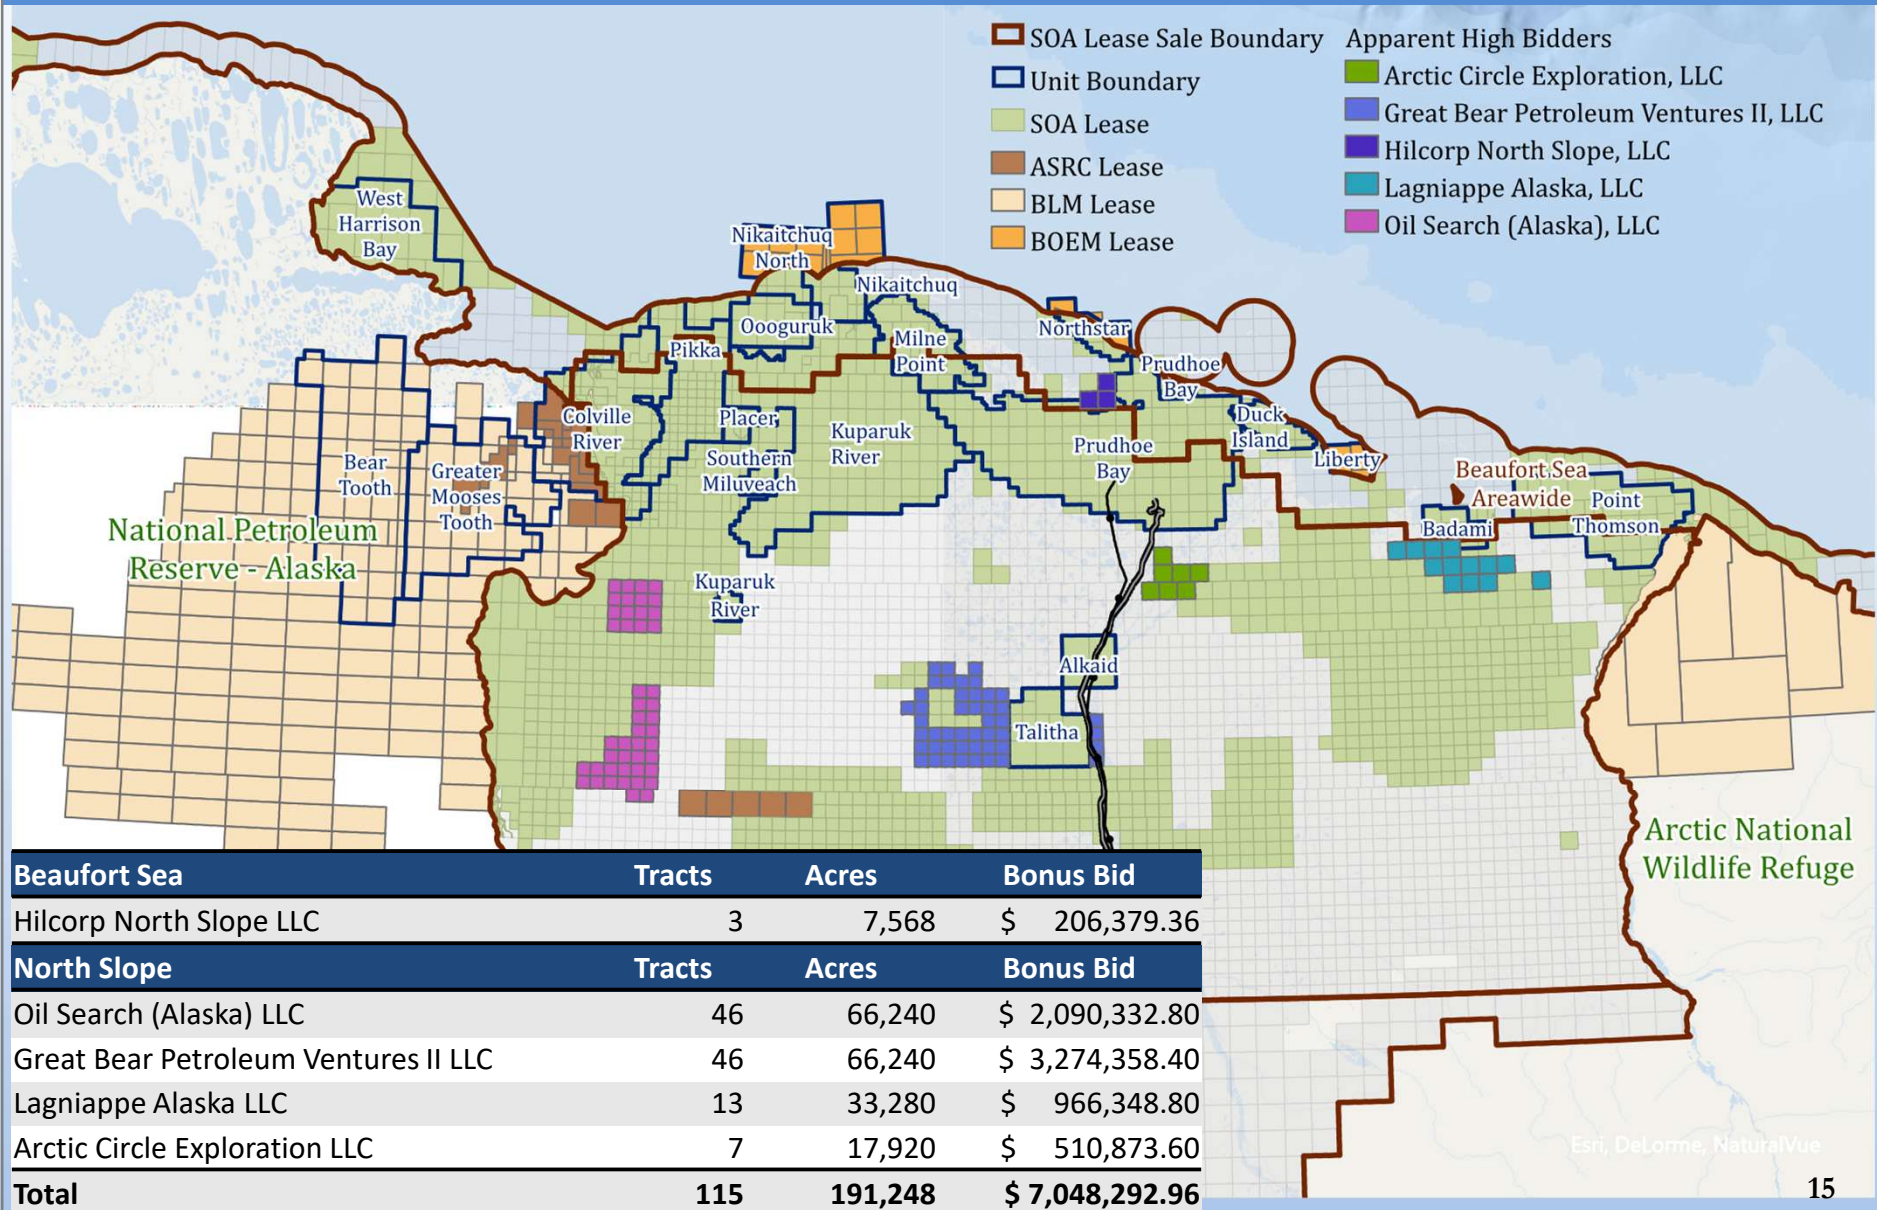 SOA Lease Sale Boundary
Unit Boundary
SOA Lease
ASRC Lease
BLM Lease
BOEM Lease
Apparent High Bidders
Arctic Circle Exploration, LLC
Great Bear Petroleum Ventures II, LLC
Hilcorp North Slope, LLC
Lagniappe Alaska, LLC
Oil Search (Alaska), LLC
West
Harrison
Bay
Nikaitchuq
North
Nikaitchuq
Oooguruk
Milne
Point
Northstar
Pikka
Prudhoe
Bay
Colville
River
Placer
Kuparuk
River
Duck
Island
Prudhoe
Bay
Liberty
Southern
Miluveach
Bear
Tooth
Greater
Mooses
Tooth
Beaufort Sea
Areawide
Point
Thomson
Badami
National Petroleum
Reserve - Alaska
Kuparuk
River
Alkaid
Talitha
Arctic National
Wildlife Refuge
Beaufort Sea Tracts Acres Bonus Bid
Hilcorp North Slope LLC 3 7,568 $ 206,379.36
North Slope Tracts Acres Bonus Bid
Oil Search (Alaska) LLC 46 66,240 $ 2,090,332.80
Great Bear Petroleum Ventures II LLC 46 66,240 $ 3,274,358.40
Lagniappe Alaska LLC 13 33,280 $ 966,348.80
Arctic Circle Exploration LLC 7 17,920 $ 510,873.60
Total 115 191,248 $ 7,048,292.96
Esri, DeLorme, NaturalVue
15